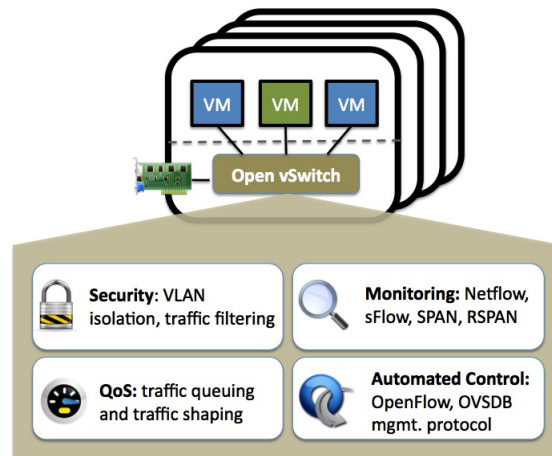 VM VM VM
Open vSwitch
Security: VLAN
isolation, traffic filtering
Monitoring: Netflow,
sFlow, SPAN, RSPAN
QoS: traffic queuing
and traffic shaping
Automated Control:
OpenFlow, OVSDB
mgmt. protocol